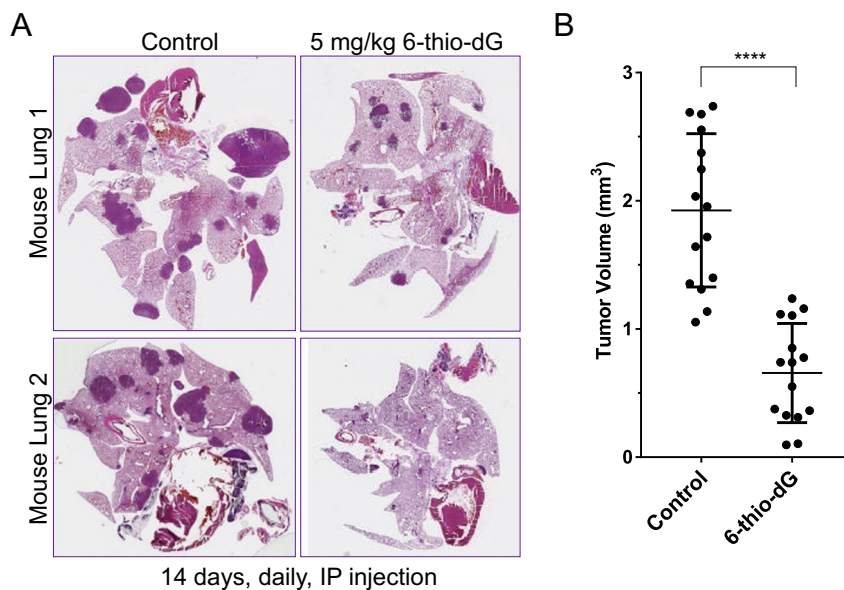 A
Control
5 mg/kg 6-thio-dG
Mouse Lung 1
Mouse Lung 2
14 days, daily, IP injection
B
****
Tumor Volume (mm³)
3
2
1
0
Control
6-thio-dG